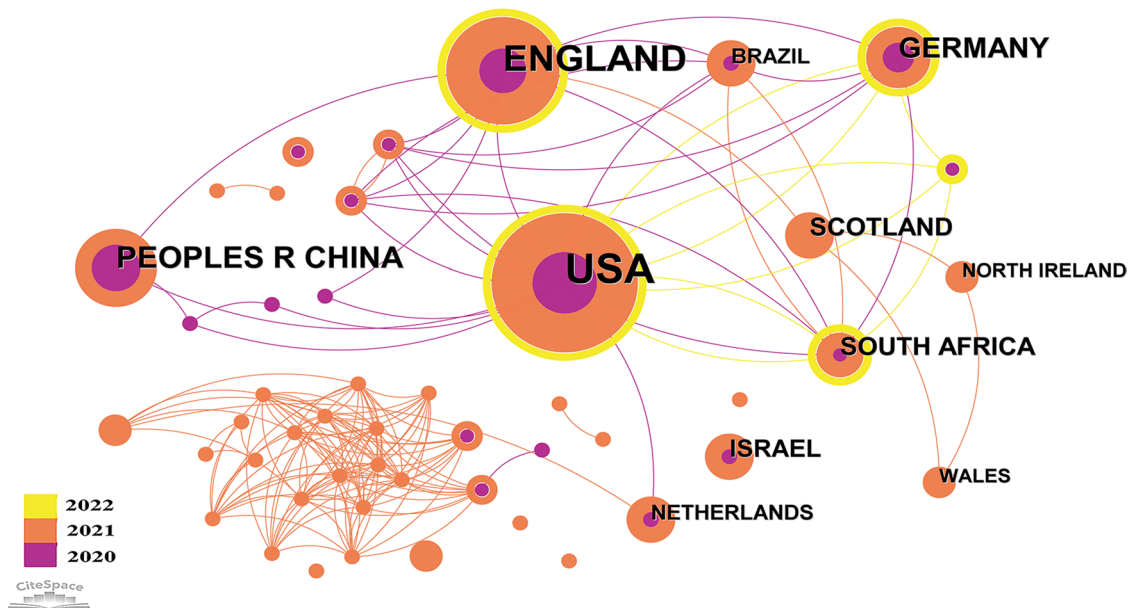 ENGLAND
BRAZIL
GERMANY
SCOTLAND
PEOPLES R CHINA
USA
NORTH IRELAND
SOUTH AFRICA
ISRAEL
WALES
NETHERLANDS
2022
2021
2020
CiteSpace